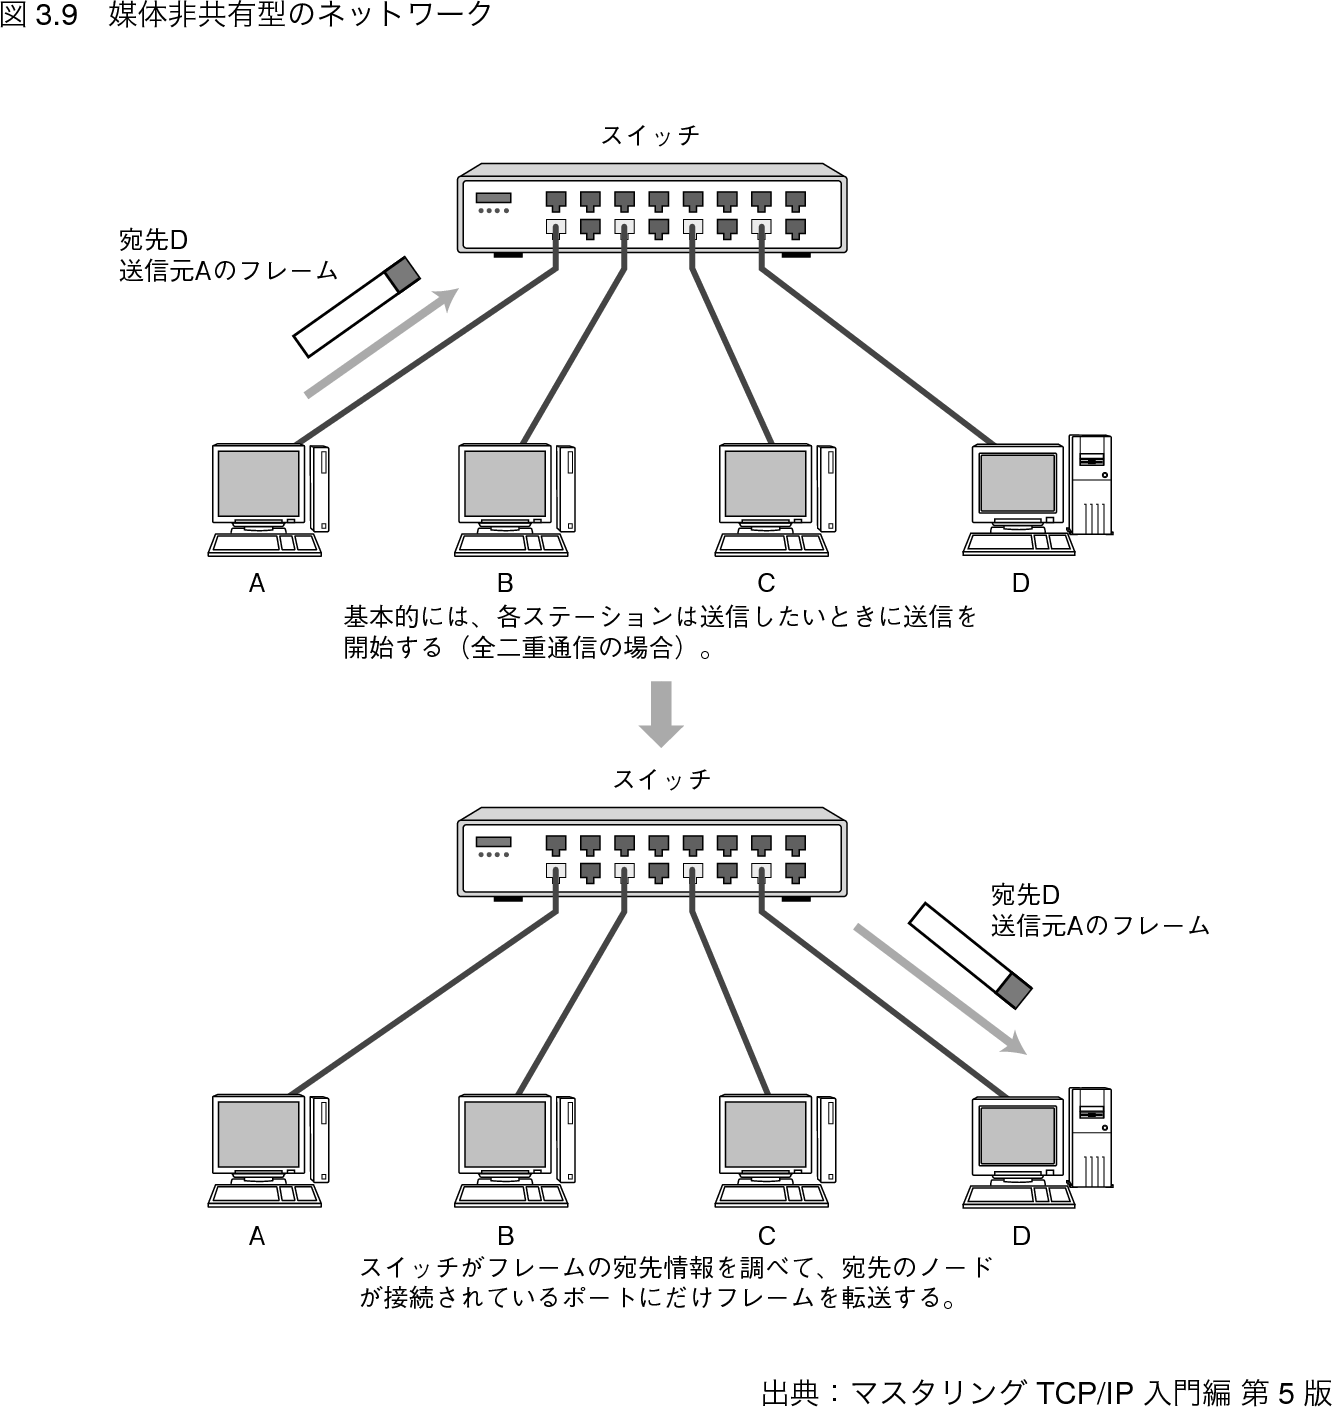 図 3.9　媒体非共有型のネットワーク
スイッチ
宛先D
送信元Aのフレーム
A
B
C
D
基本的には、各ステーションは送信したいときに送信を
開始する（全二重通信の場合）。
スイッチ
宛先D
送信元Aのフレーム
A
B
C
D
スイッチがフレームの宛先情報を調べて、宛先のノード
が接続されているポートにだけフレームを転送する。
出典：マスタリング TCP/IP 入門編 第 5 版